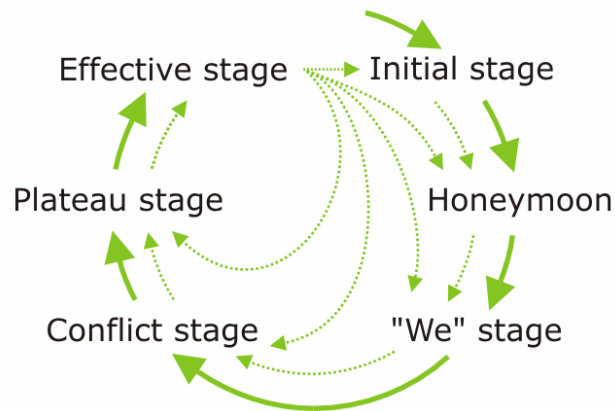 Effective stage
Initial stage
Plateau stage
Honeymoon
Conflict stage
"We" stage